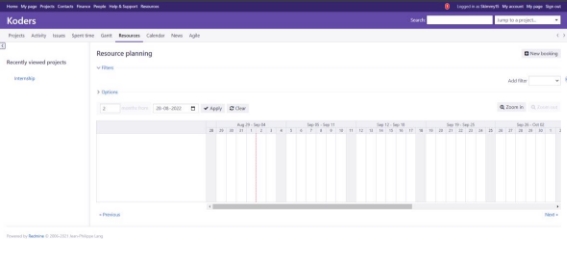 Home My page Projects Contacts Finance People Help & Support Resources
Logged in as Skinney15 My account My page Sign out
Koders
Search:
Jump to a project...
Projects Activity Issues Spent time Gantt Resources Calendar News Agile
Recently viewed projects
Internship
Resource planning
New booking
Filters
Add filter
Options
2 months from 29-08-2022 Apply Clear
Zoom in Zoom out
Aug 29 - Sep 04 Sep 05 - Sep 11 Sep 12 - Sep 18 Sep 19 - Sep 25 Sep 26 - Oct 02
28 29 30 31 1 2 3 4 5 6 7 8 9 10 11 12 13 14 15 16 17 18 19 20 21 22 23 24 25 26 27 28 29 30 1
« Previous
Next »
Powered by Redmine © 2006-2021 Jean-Philippe Lang